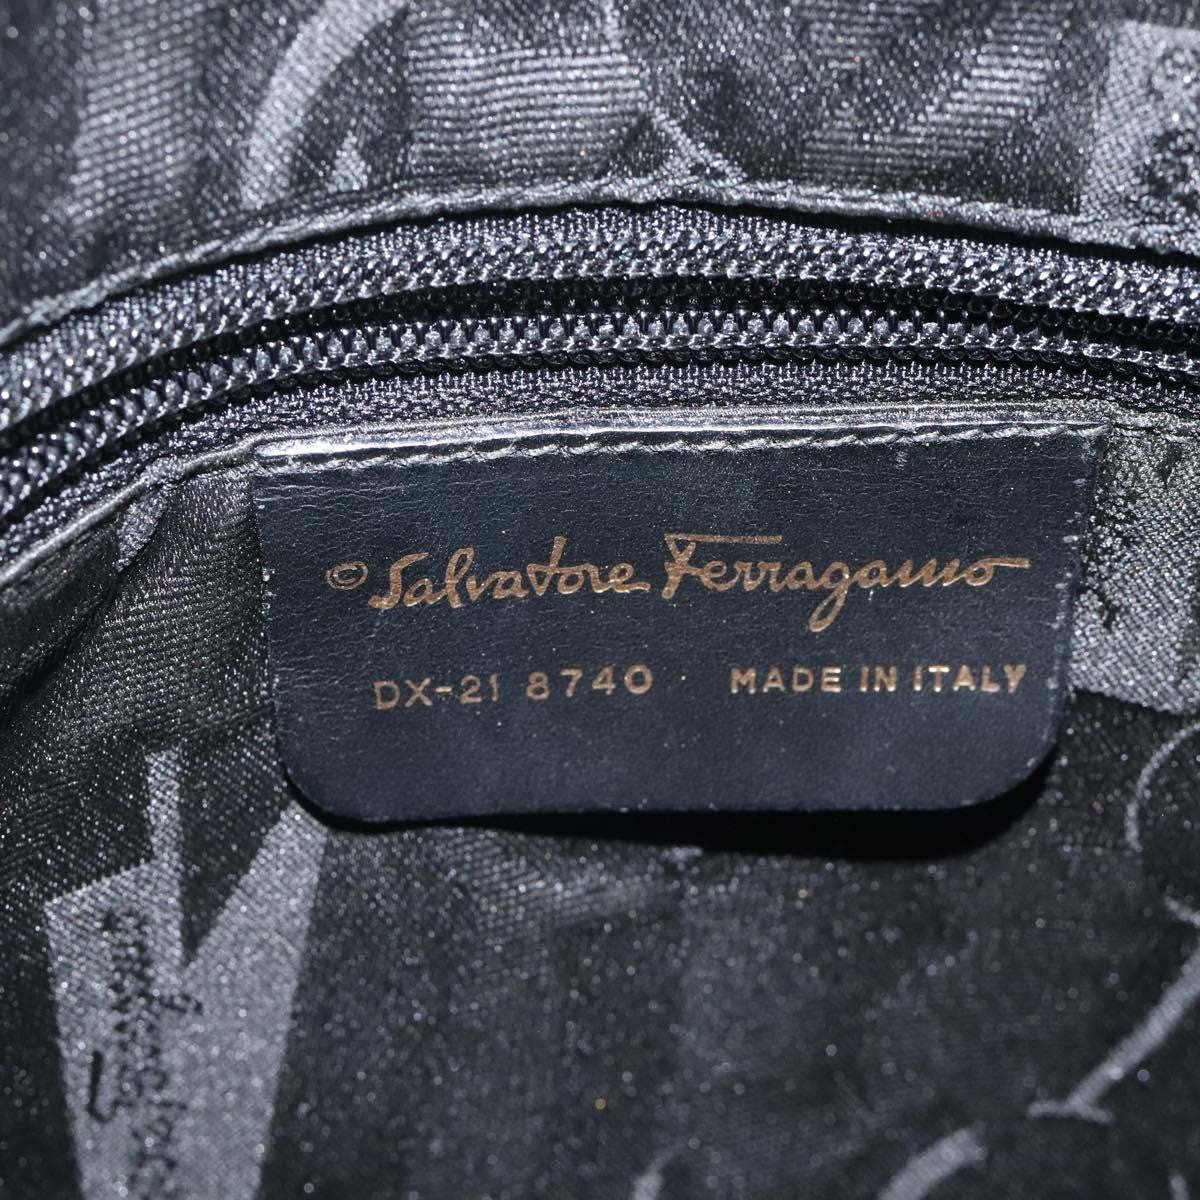 © Salvatore Ferragamo
DX-21 8740 · MADE IN ITALY